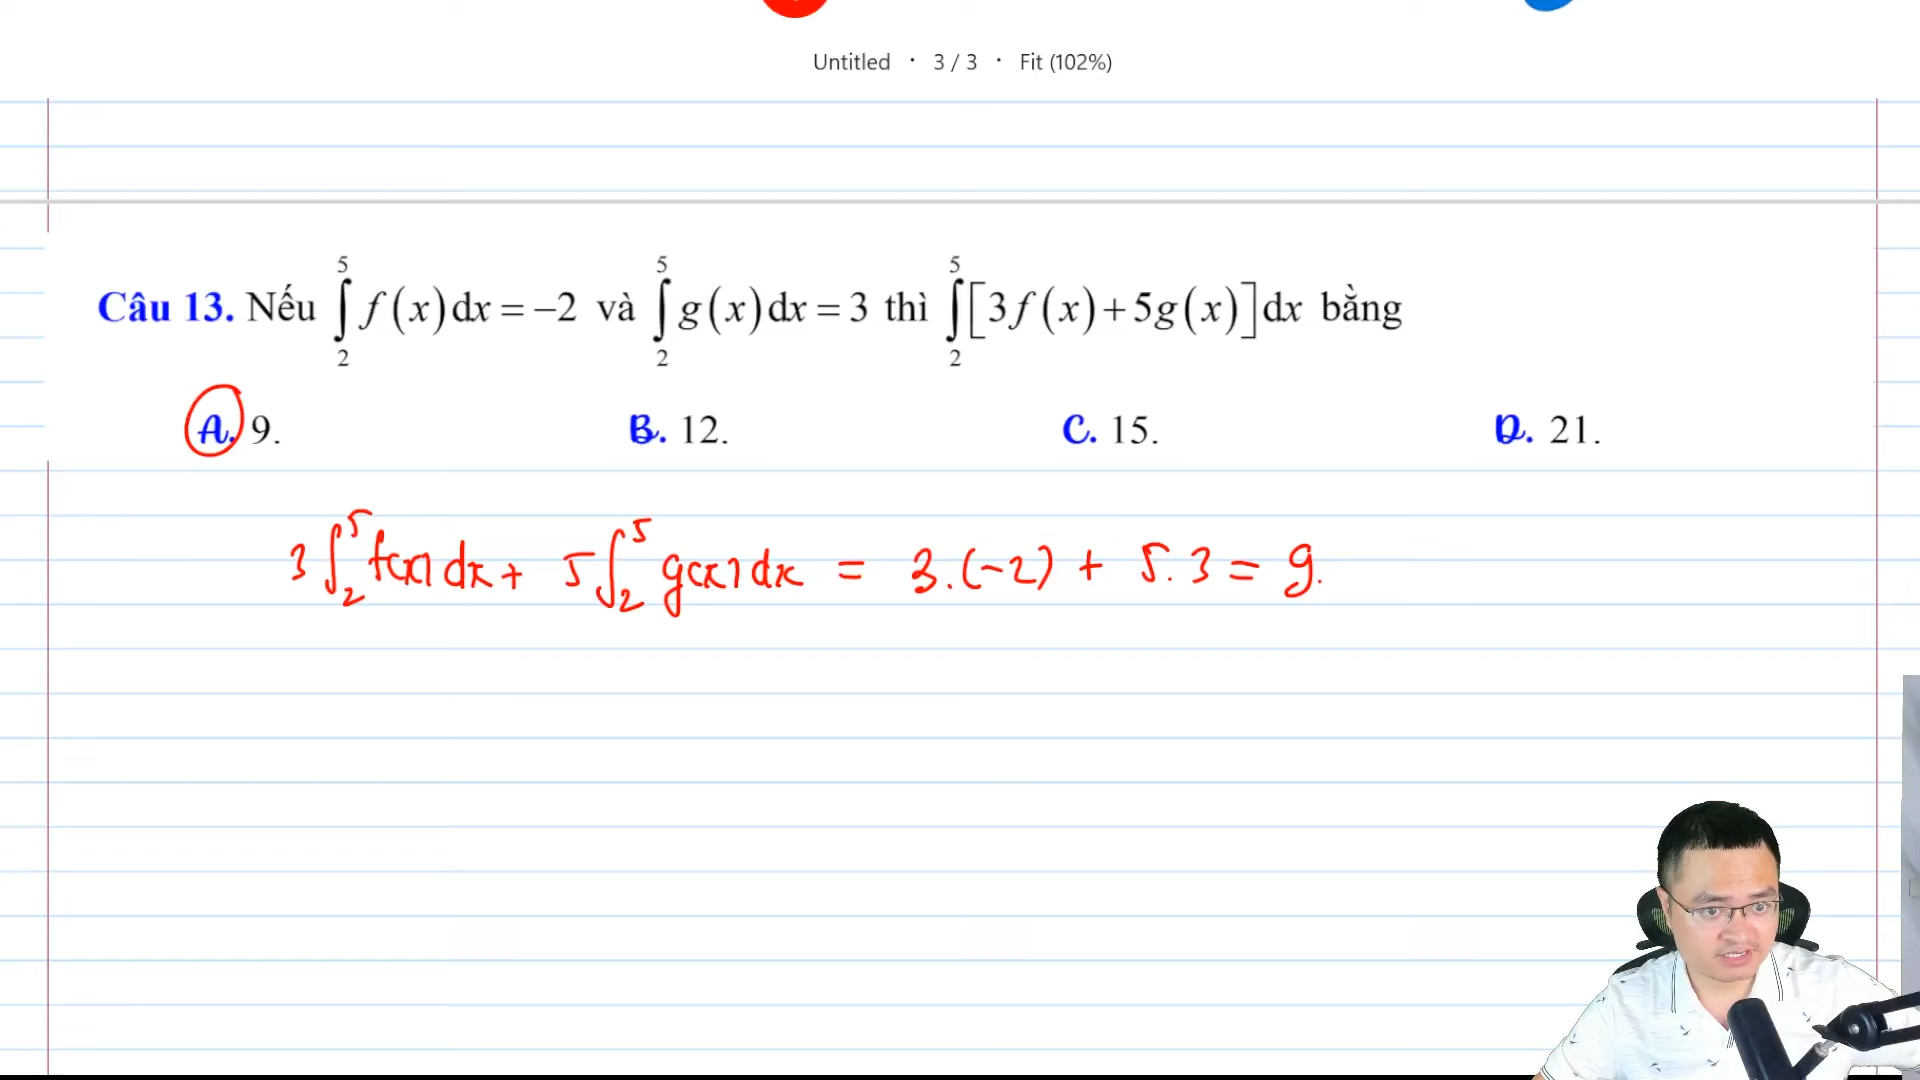 Untitled • 3 / 3 • Fit (102%)
Câu 13. Nếu ∫₂⁵ f(x)dx = −2 và ∫₂⁵ g(x)dx = 3 thì ∫₂⁵ [3f(x)+5g(x)]dx bằng
A. 9. B. 12. C. 15. D. 21.
3∫₂⁵ f(x)dx + 5∫₂⁵ g(x)dx = 3.(-2) + 5.3 = 9.